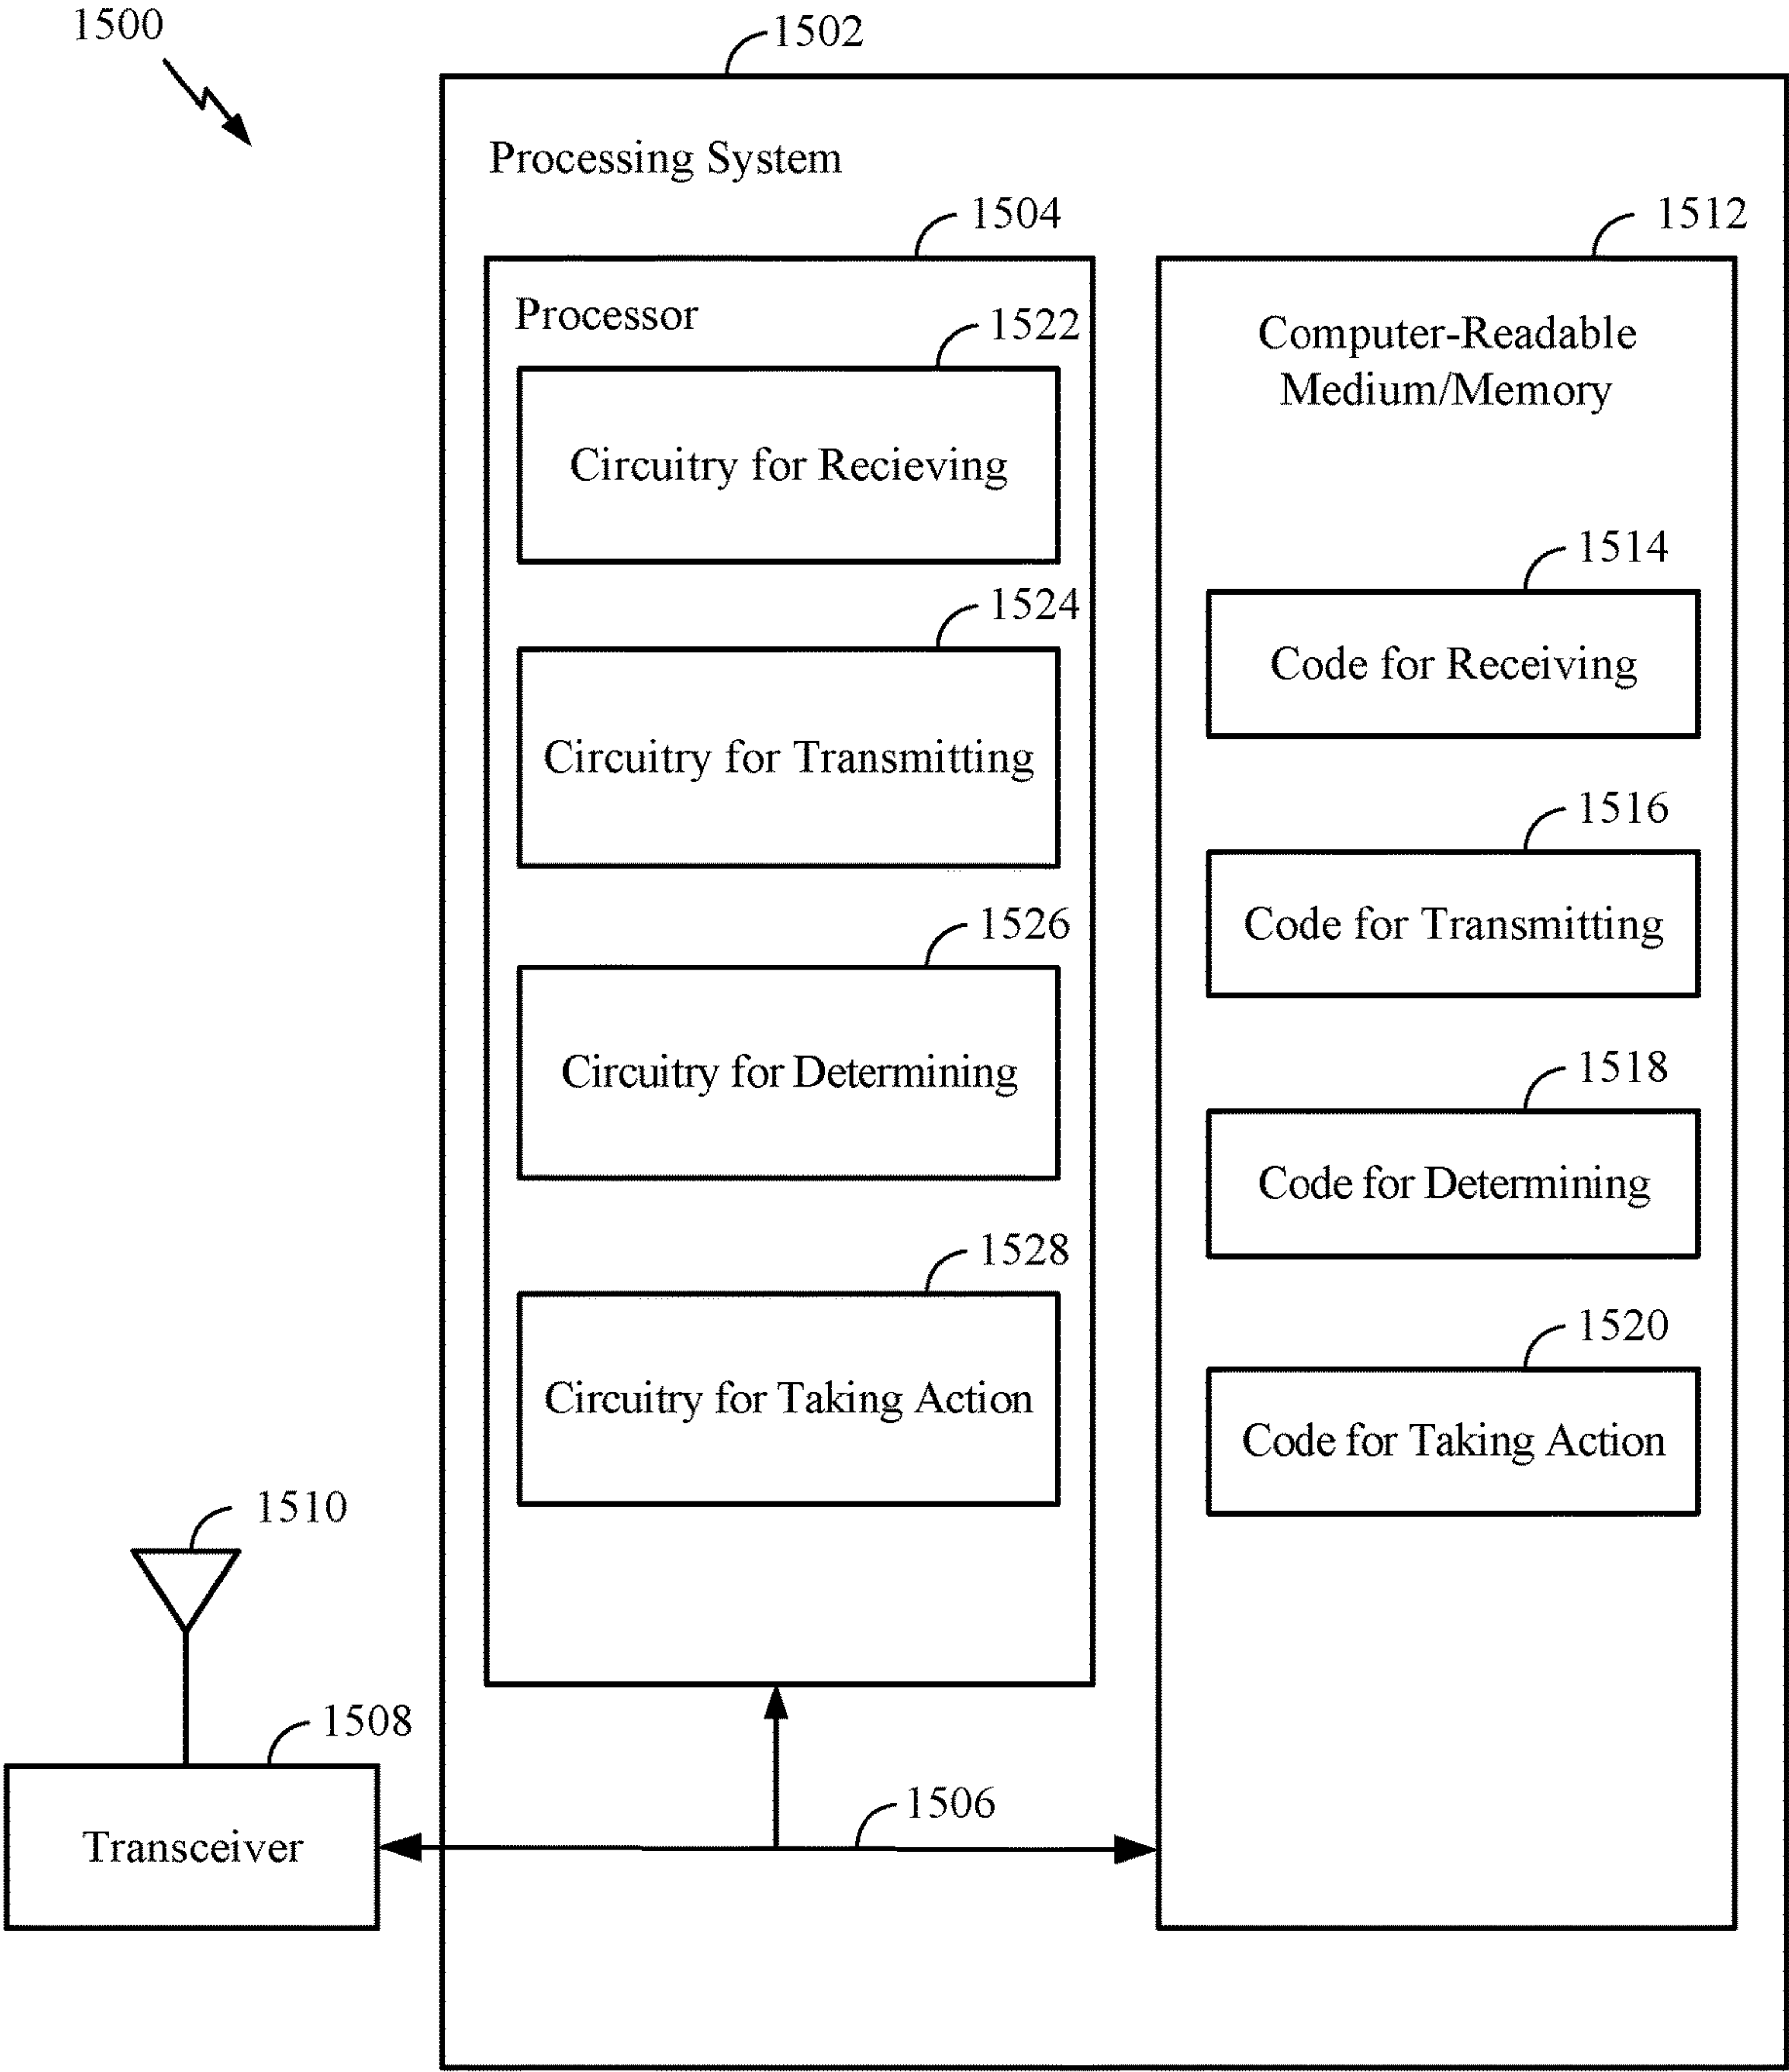 1500
1502
Processing System
1504
1512
Processor
1522
Computer-Readable
Medium/Memory
Circuitry for Recieving
1514
1524
Code for Receiving
Circuitry for Transmitting
1516
1526
Code for Transmitting
Circuitry for Determining
1518
Code for Determining
1528
1520
Circuitry for Taking Action
Code for Taking Action
1510
1508
1506
Transceiver